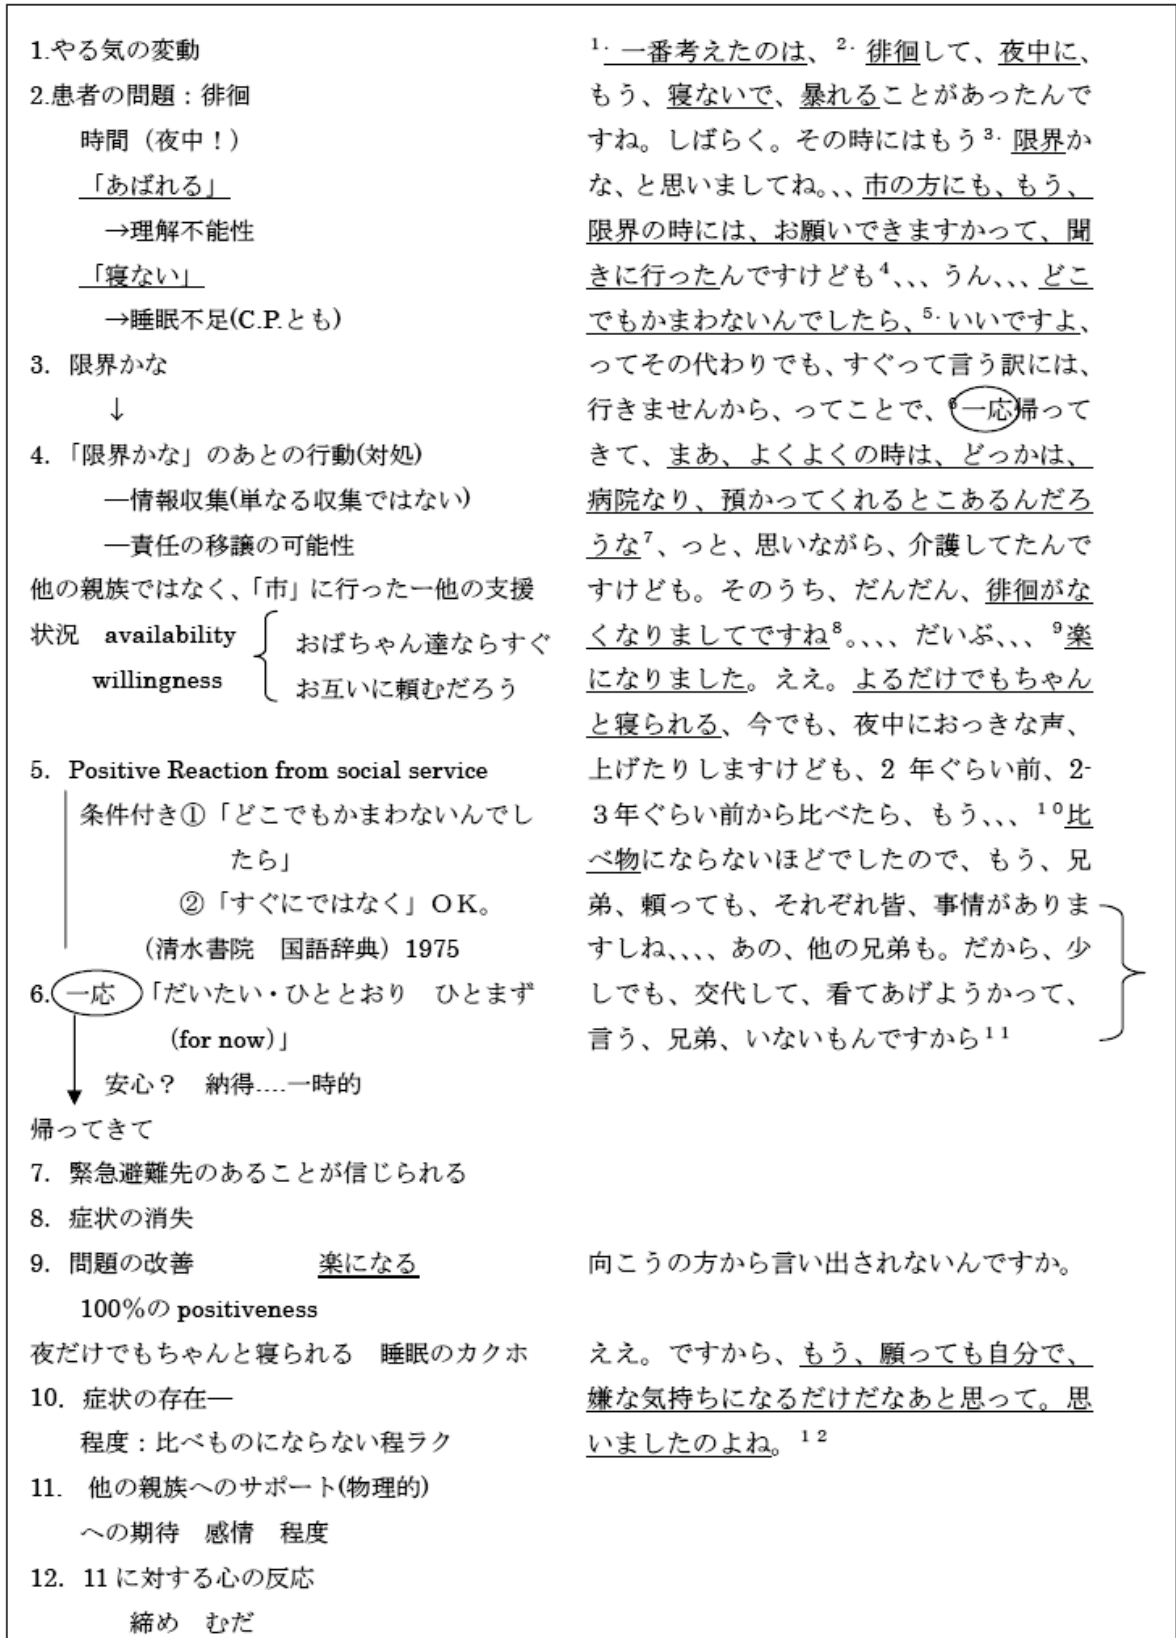 1.やる気の変動
2.患者の問題：徘徊
時間（夜中！）
「あばれる」
→理解不能性
「寝ない」
→睡眠不足(C.P.とも)
3. 限界かな
↓
4. 「限界かな」のあとの行動(対処)
―情報収集(単なる収集ではない)
―責任の移譲の可能性
他の親族ではなく、「市」に行ったー他の支援
状況 availability
willingness
おばちゃん達ならすぐ
お互いに頼むだろう
5. Positive Reaction from social service
条件付き①「どこでもかまわないんでし
たら」
②「すぐにではなく」ＯＫ。
(清水書院 国語辞典）1975
6. 一応 「だいたい・ひととおり ひとまず
(for now)」
安心？ 納得....一時的
帰ってきて
7. 緊急避難先のあることが信じられる
8. 症状の消失
9. 問題の改善 楽になる
100%の positiveness
夜だけでもちゃんと寝られる 睡眠のカクホ
10. 症状の存在―
程度：比べものにならない程ラク
11. 他の親族へのサポート(物理的)
への期待 感情 程度
12. 11に対する心の反応
締め むだ
1. 一番考えたのは、2. 徘徊して、夜中に、
もう、寝ないで、暴れることがあったんで
すね。しばらく。その時にはもう3. 限界か
な、と思いましてね。、、市の方にも、もう、
限界の時には、お願いできますかって、聞
きに行ったんですけども4、、、うん、、、どこ
でもかまわないんでしたら、5. いいですよ、
ってその代わりでも、すぐって言う訳には、
行きませんから、ってことで、6一応帰って
きて、まあ、よくよくの時は、どっかは、
病院なり、預かってくれるとこあるんだろ
うな7、っと、思いながら、介護してたんで
すけども。そのうち、だんだん、徘徊がな
くなりましてですね8。、、、だいぶ、、、9楽
になりました。ええ。よるだけでもちゃん
と寝られる、今でも、夜中におっきな声、
上げたりしますけども、2 年ぐらい前、2-
３年ぐらい前から比べたら、もう、、、10比
べ物にならないほどでしたので、もう、兄
弟、頼っても、それぞれ皆、事情がありま
すしね、、、、あの、他の兄弟も。だから、少
しでも、交代して、看てあげようかって、
言う、兄弟、いないもんですから11
向こうの方から言い出されないんですか。
ええ。ですから、もう、願っても自分で、
嫌な気持ちになるだけだなあと思って。思
いましたのよね。12